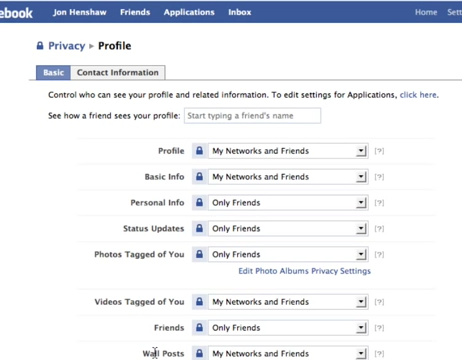 ebook Jon Henshaw Friends Applications Inbox Home Sett
Privacy ▸ Profile
Basic Contact Information
Control who can see your profile and related information. To edit settings for Applications, click here.
See how a friend sees your profile: Start typing a friend's name
Profile My Networks and Friends [?]
Basic Info My Networks and Friends [?]
Personal Info Only Friends [?]
Status Updates Only Friends [?]
Photos Tagged of You Only Friends [?]
Edit Photo Albums Privacy Settings
Videos Tagged of You My Networks and Friends [?]
Friends Only Friends [?]
Wall Posts My Networks and Friends [?]